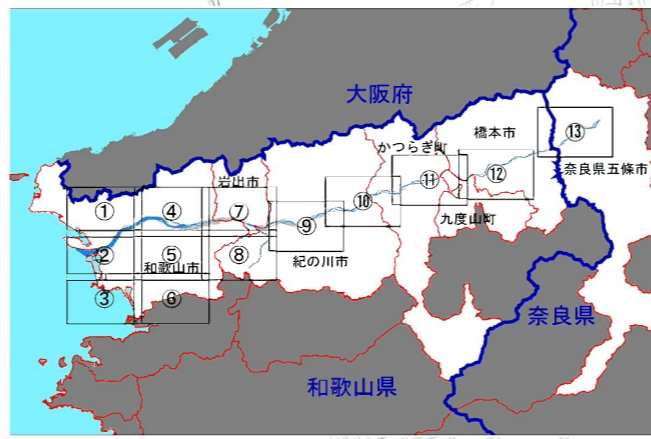 大阪府
橋本市
⑬
かつらぎ町
奈良県五條市
岩出市
⑪
⑫
①
④
⑦
⑨
⑩
九度山町
②
⑤
⑧
和歌山市
紀の川市
③
⑥
奈良県
和歌山県